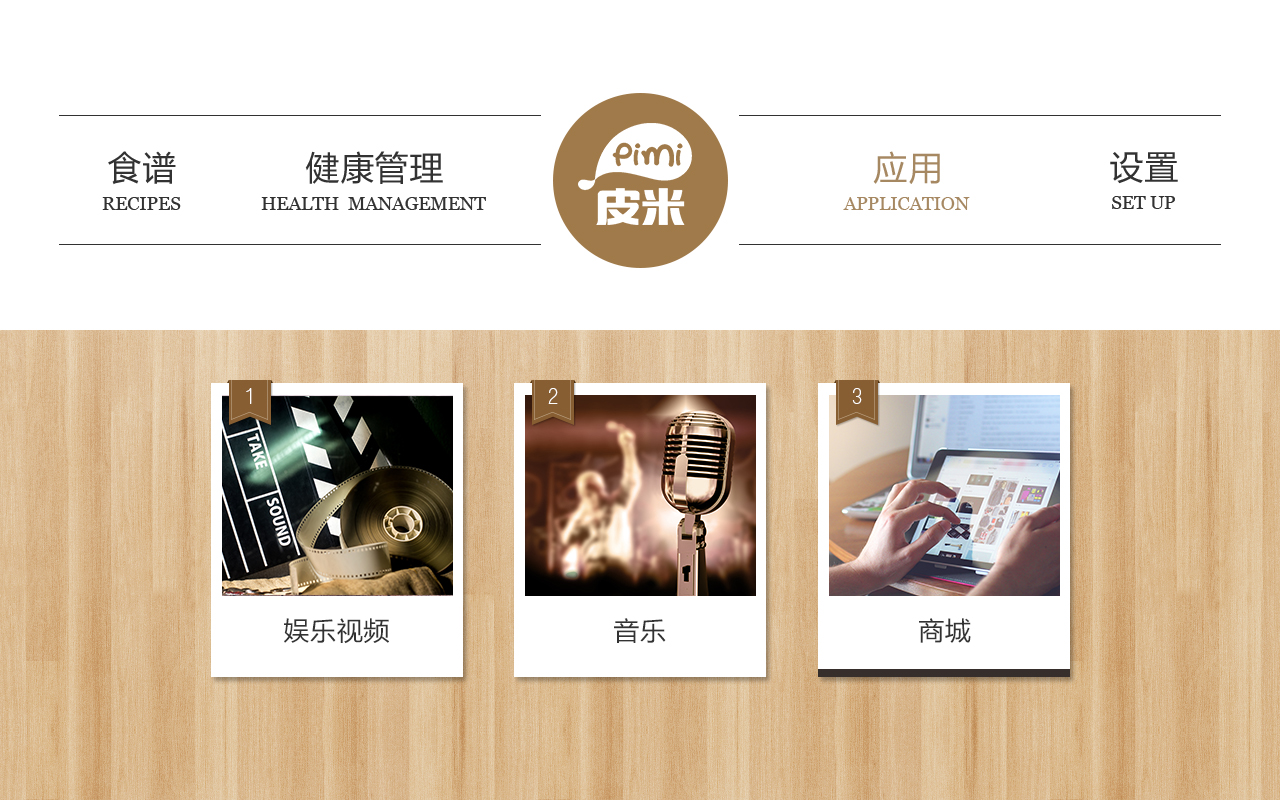 食谱
RECIPES
健康管理
HEALTH MANAGEMENT
Pimi
皮米
应用
APPLICATION
设置
SET UP
1
TAKE
SOUND
娱乐视频
2
音乐
3
商城